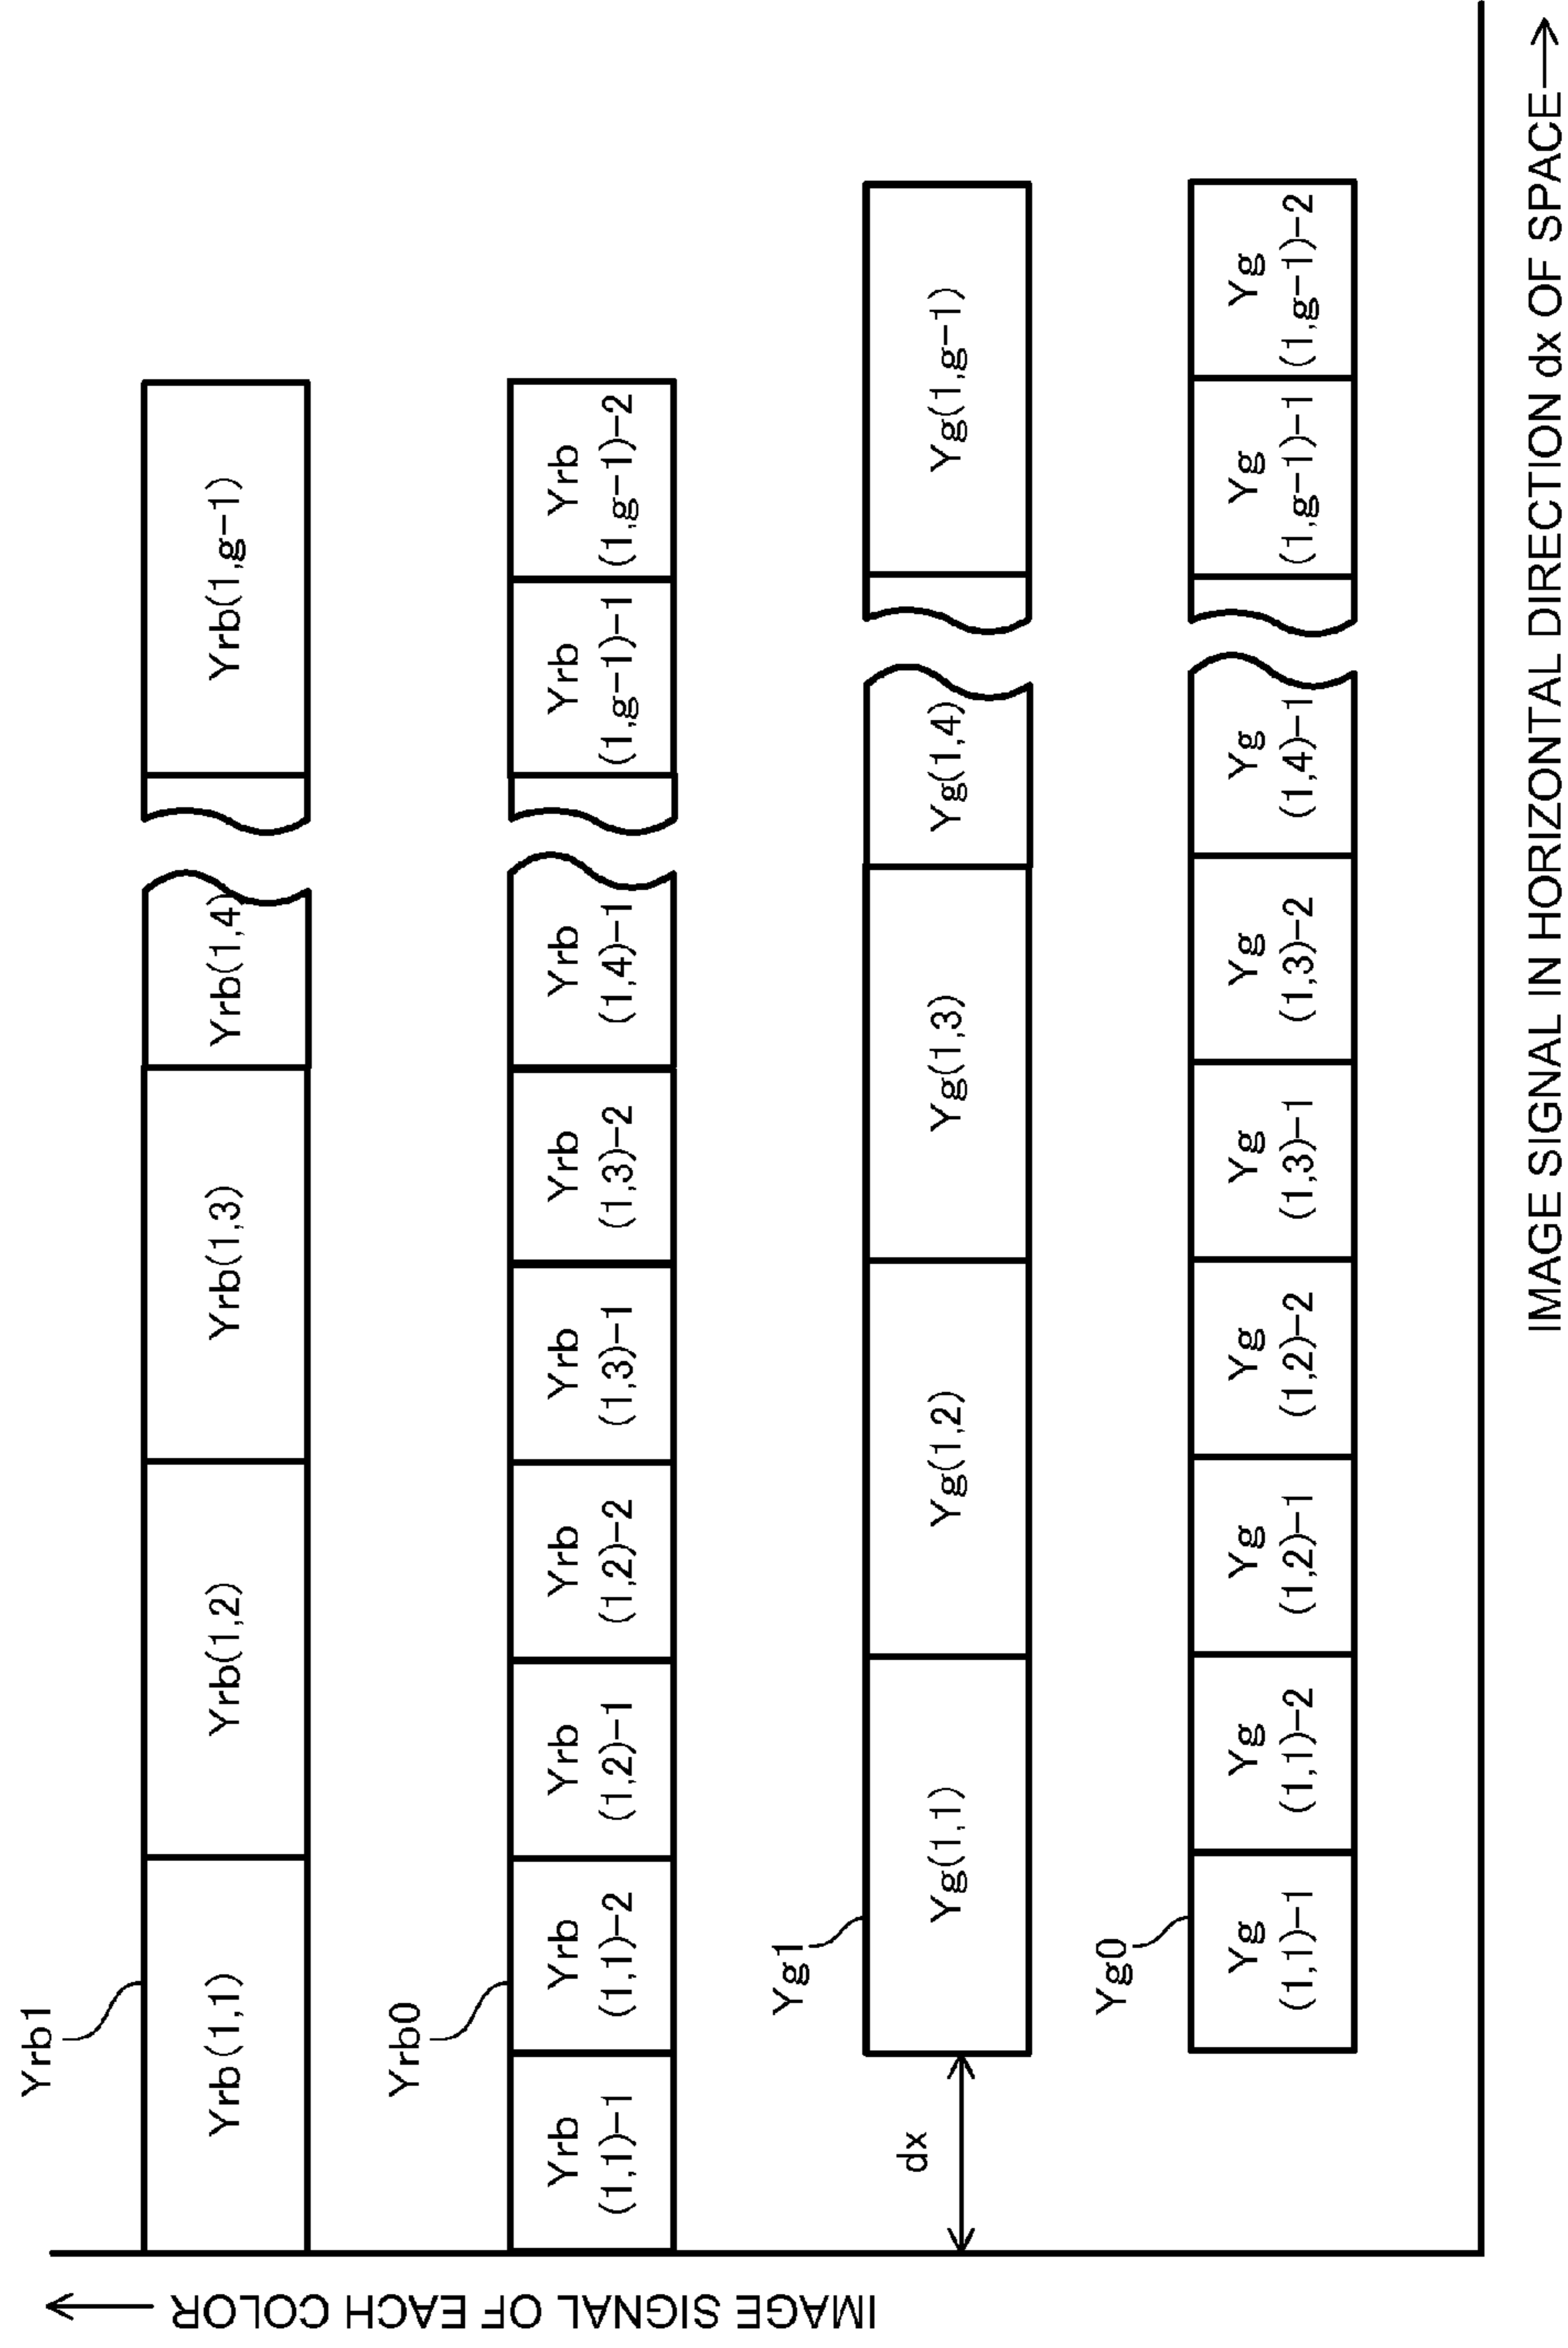 IMAGE SIGNAL OF EACH COLOR
Yrb1
Yrb(1,1)
Yrb(1,2)
Yrb(1,3)
Yrb(1,4)
Yrb(1,g-1)
Yrb0
Yrb
(1,1)-1
Yrb
(1,1)-2
Yrb
(1,2)-1
Yrb
(1,2)-2
Yrb
(1,3)-1
Yrb
(1,3)-2
Yrb
(1,4)-1
Yrb
(1,g-1)-1
Yrb
(1,g-1)-2
dx
Yg1
Yg(1,1)
Yg(1,2)
Yg(1,3)
Yg(1,4)
Yg(1,g-1)
Yg0
Yg
(1,1)-1
Yg
(1,1)-2
Yg
(1,2)-1
Yg
(1,2)-2
Yg
(1,3)-1
Yg
(1,3)-2
Yg
(1,4)-1
Yg
(1,g-1)-1
Yg
(1,g-1)-2
IMAGE SIGNAL IN HORIZONTAL DIRECTION dx OF SPACE